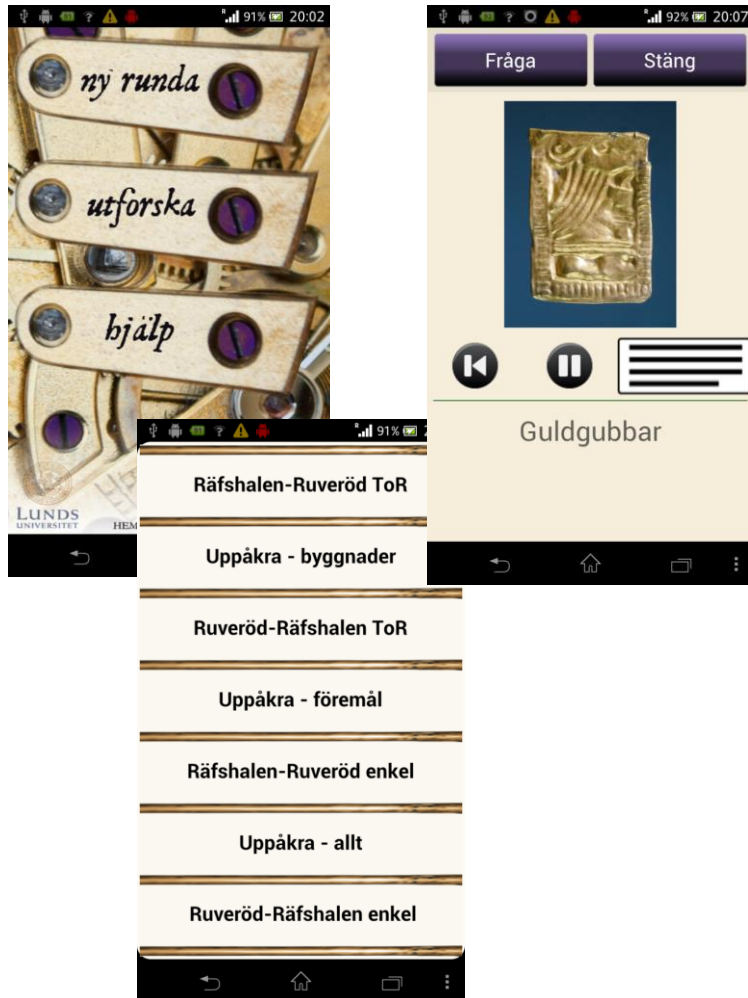 91% 20:02
ny runda
utforska
hjälp
LUNDS
UNIVERSITET
HEM
92% 20:07
Fråga
Stäng
Guldgubbar
91%
Räfshalen-Ruveröd ToR
Uppåkra - byggnader
Ruveröd-Räfshalen ToR
Uppåkra - föremål
Räfshalen-Ruveröd enkel
Uppåkra - allt
Ruveröd-Räfshalen enkel